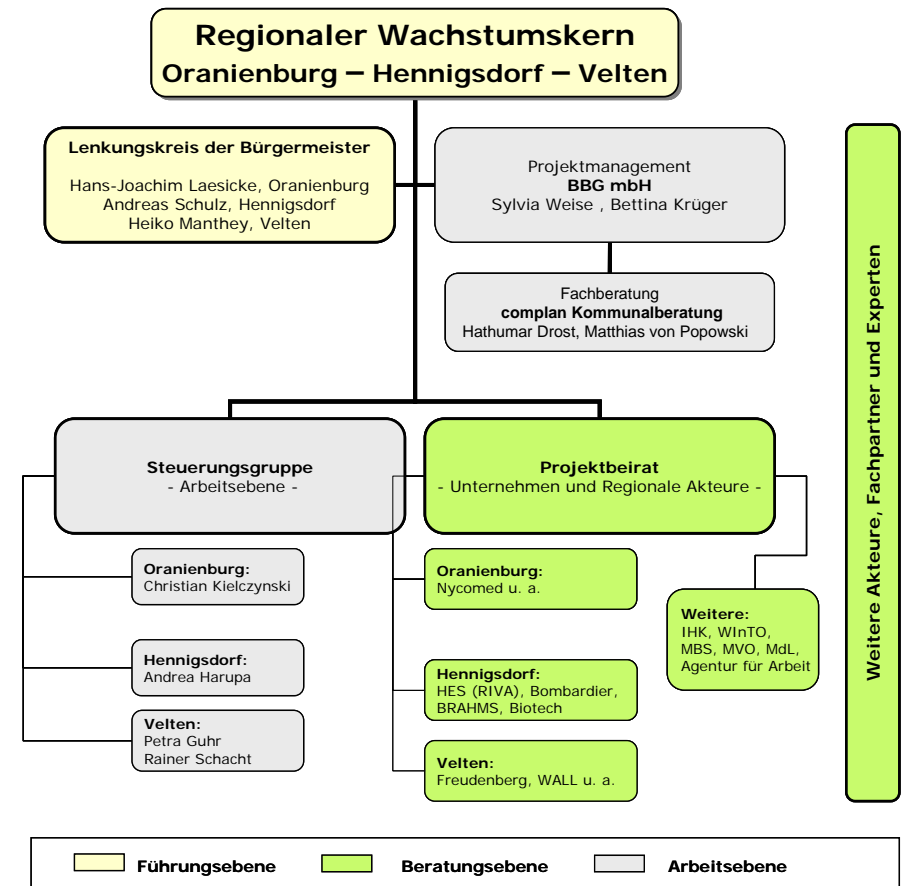 Regionaler Wachstumskern
Oranienburg – Hennigsdorf – Velten
Lenkungskreis der Bürgermeister
Hans-Joachim Laesicke, Oranienburg
Andreas Schulz, Hennigsdorf
Heiko Manthey, Velten
Projektmanagement
BBG mbH
Sylvia Weise , Bettina Krüger
Fachberatung
complan Kommunalberatung
Hathumar Drost, Matthias von Popowski
Steuerungsgruppe
- Arbeitsebene -
Projektbeirat
- Unternehmen und Regionale Akteure -
Oranienburg:
Christian Kielczynski
Hennigsdorf:
Andrea Harupa
Velten:
Petra Guhr
Rainer Schacht
Oranienburg:
Nycomed u. a.
Hennigsdorf:
HES (RIVA), Bombardier,
BRAHMS, Biotech
Velten:
Freudenberg, WALL u. a.
Weitere:
IHK, WInTO,
MBS, MVO, MdL,
Agentur für Arbeit
Weitere Akteure, Fachpartner und Experten
Führungsebene
Beratungsebene
Arbeitsebene